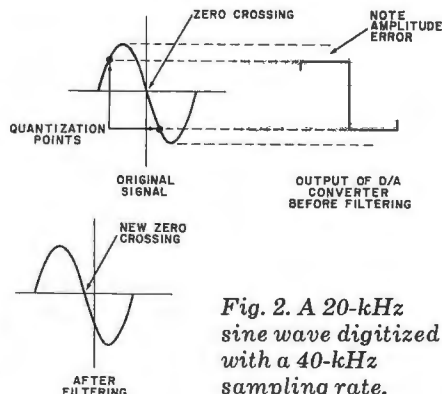 ZERO CROSSING
NOTE
AMPLITUDE
ERROR
QUANTIZATION
POINTS
ORIGINAL
SIGNAL
OUTPUT OF D/A
CONVERTER
BEFORE FILTERING
NEW ZERO
CROSSING
AFTER
FILTERING
Fig. 2. A 20-kHz
sine wave digitized
with a 40-kHz
sampling rate.